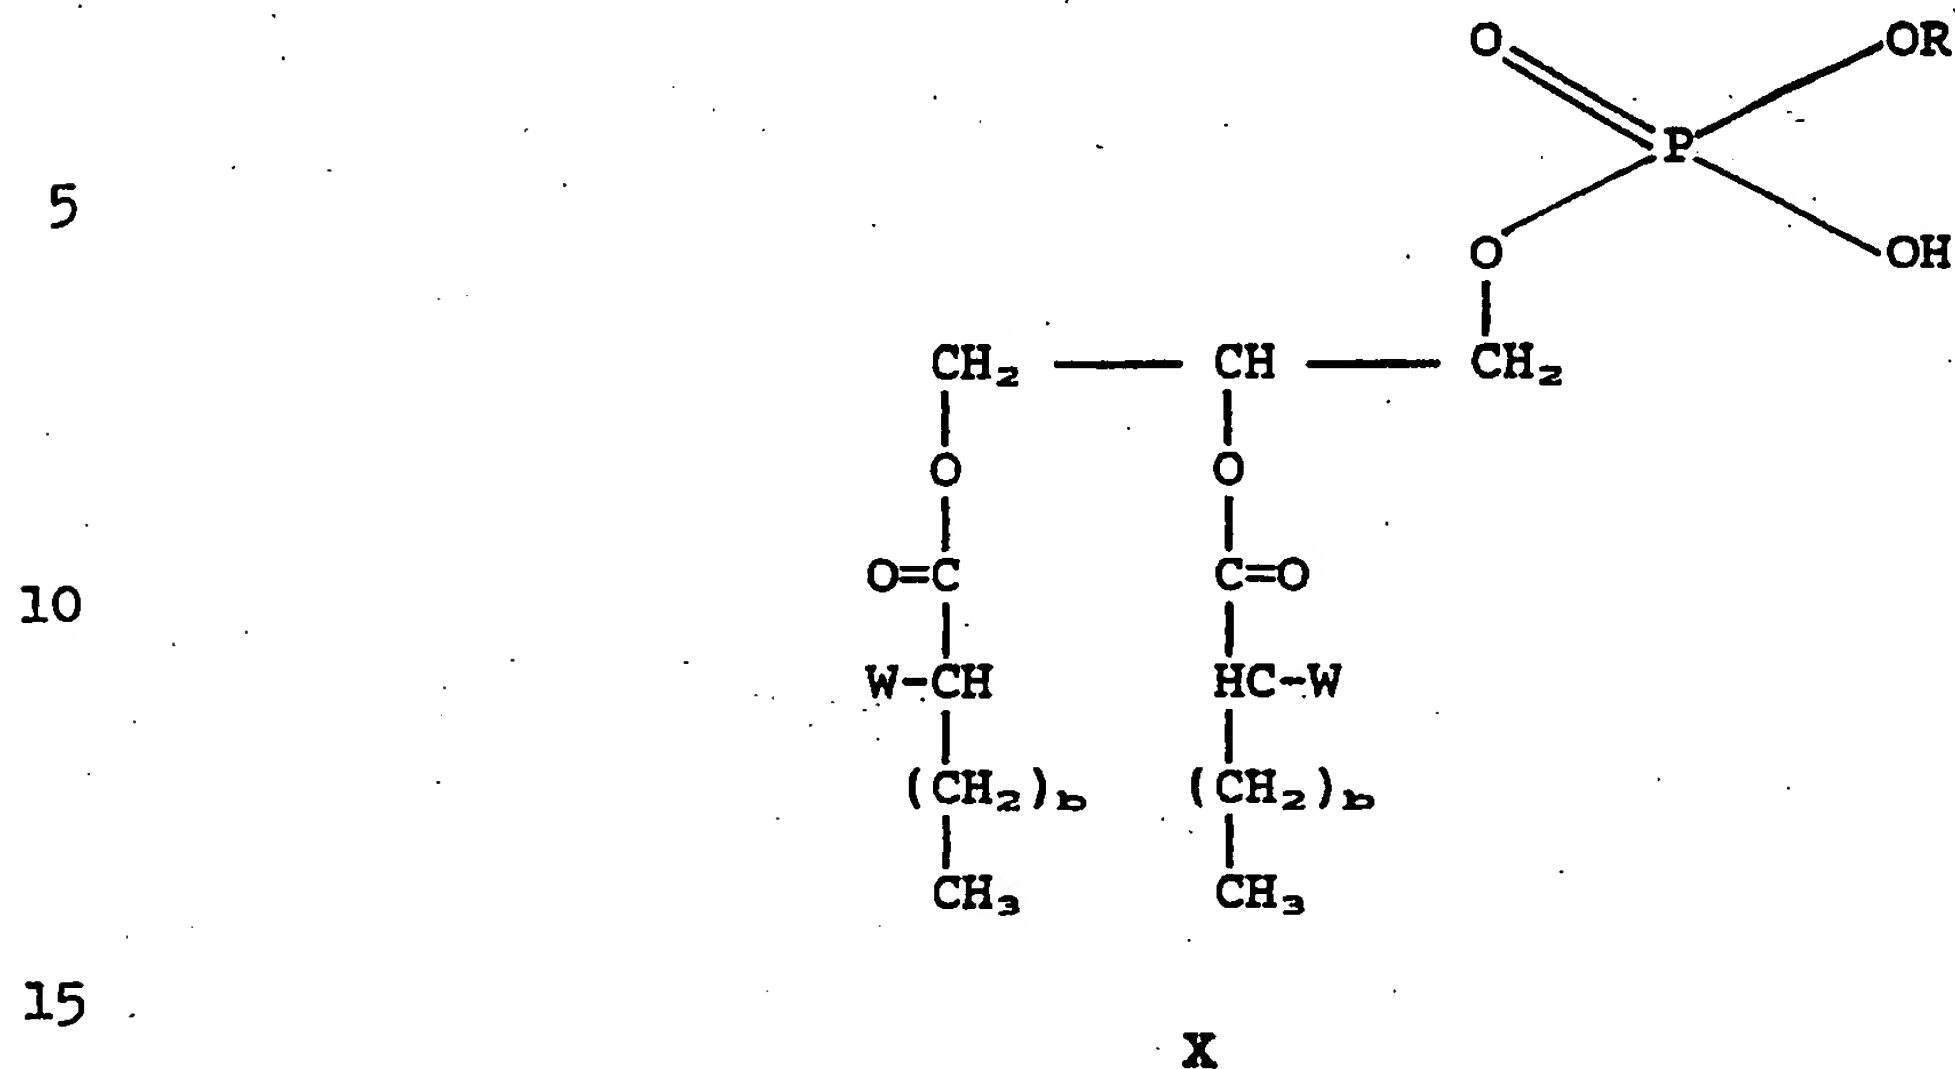 O OR
P
5
O OH
CH₂ CH CH₂
O O
O=C C=O
10
W-CH HC-W
(CH₂)b (CH₂)b
CH₃ CH₃
15
X